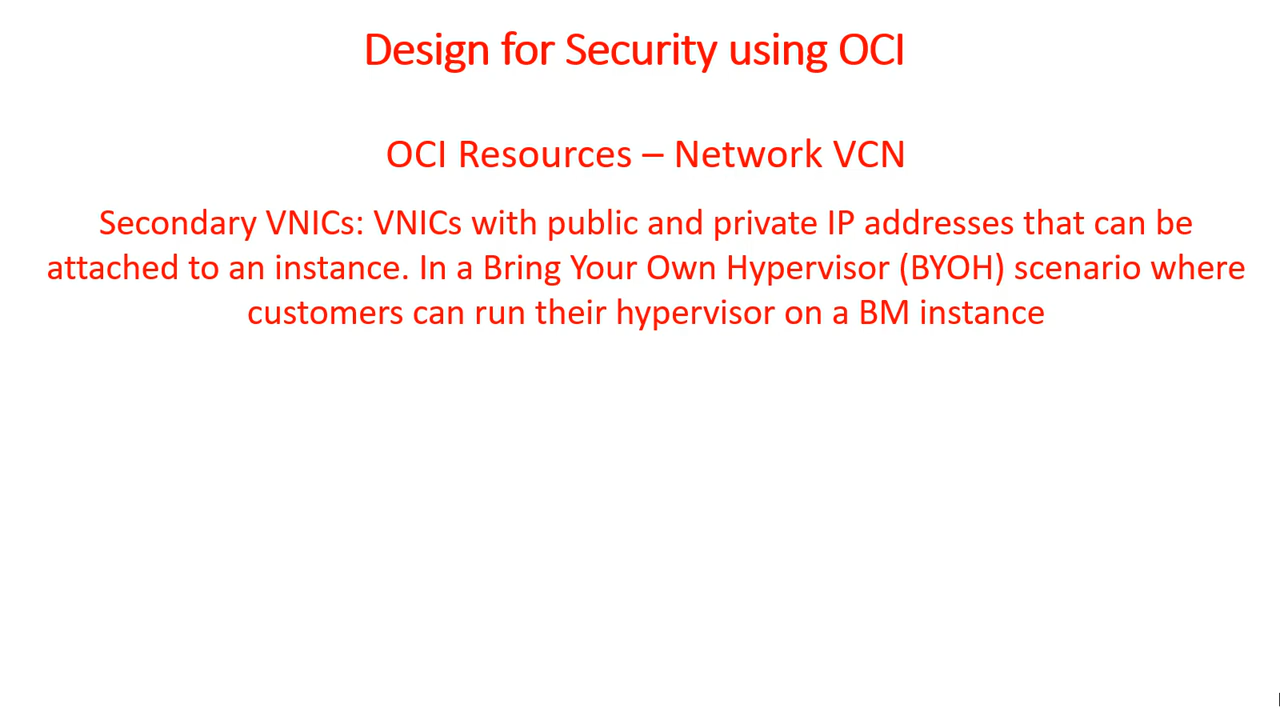 Design for Security using OCI
OCI Resources – Network VCN
Secondary VNICs: VNICs with public and private IP addresses that can be
attached to an instance. In a Bring Your Own Hypervisor (BYOH) scenario where
customers can run their hypervisor on a BM instance